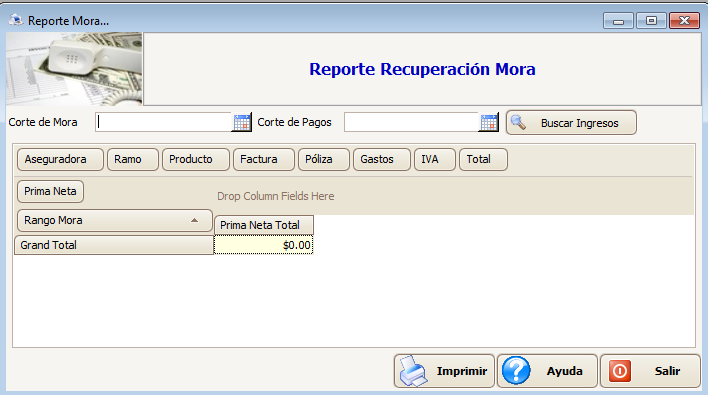 Reporte Mora...
Reporte Recuperación Mora
Corte de Mora
Corte de Pagos
Buscar Ingresos
Aseguradora Ramo Producto Factura Póliza Gastos IVA Total
Prima Neta
Drop Column Fields Here
Rango Mora
Prima Neta Total
Grand Total $0.00
Imprimir Ayuda Salir